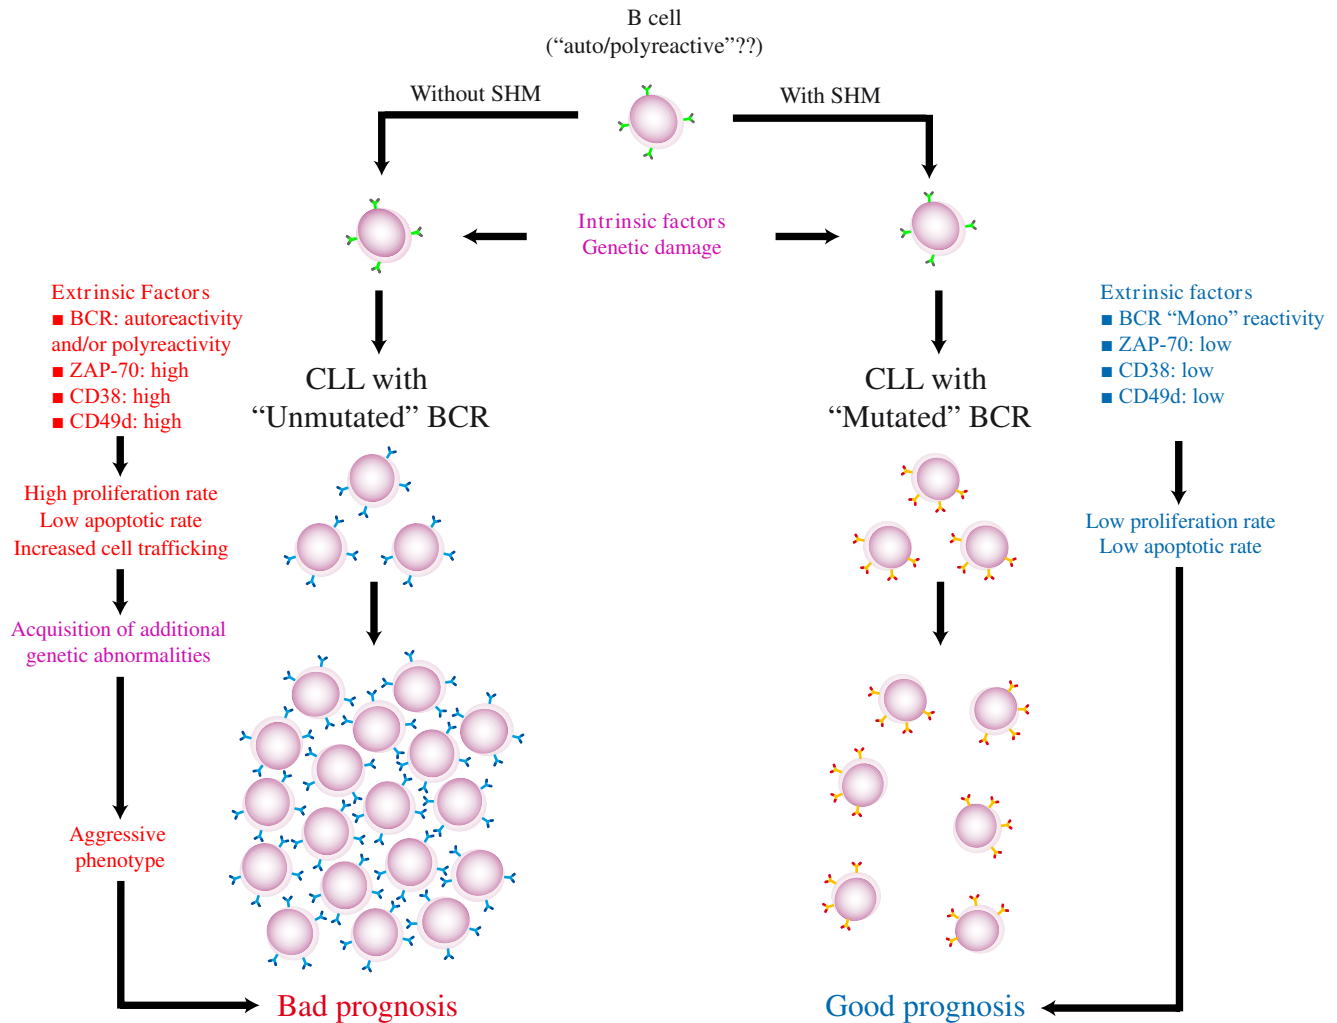 B cell
(“auto/polyreactive”??)
Without SHM
With SHM
Intrinsic factors
Genetic damage
Extrinsic Factors
■ BCR: autoreactivity
and/or polyreactivity
■ ZAP-70: high
■ CD38: high
■ CD49d: high
Extrinsic factors
■ BCR “Mono” reactivity
■ ZAP-70: low
■ CD38: low
■ CD49d: low
CLL with
“Unmutated” BCR
CLL with
“Mutated” BCR
High proliferation rate
Low apoptotic rate
Increased cell trafficking
Low proliferation rate
Low apoptotic rate
Acquisition of additional
genetic abnormalities
Aggressive
phenotype
Bad prognosis
Good prognosis